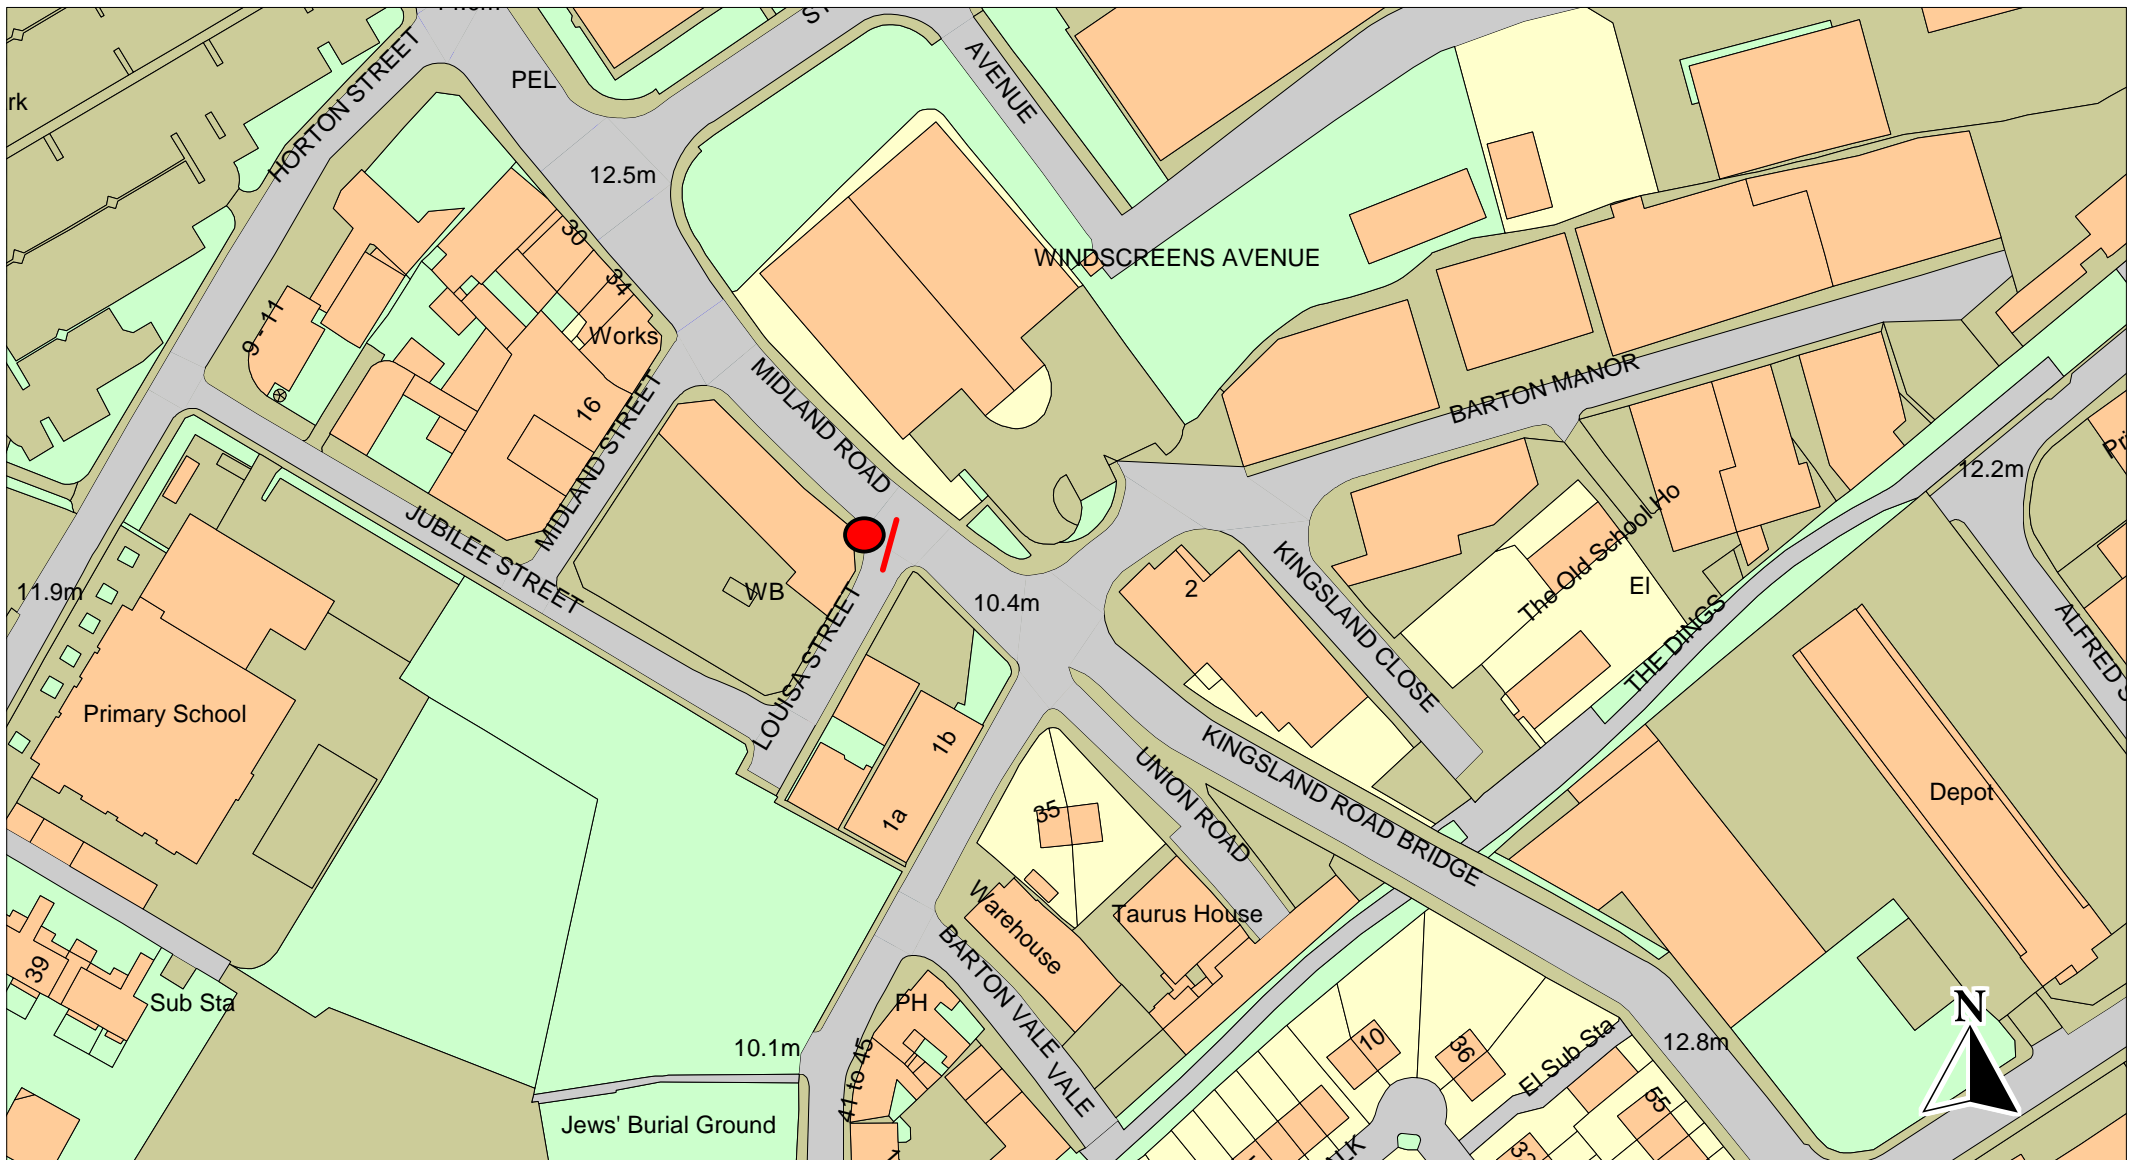 HORTON STREET
PEL
AVENUE
rk
12.5m
30
34
WINDSCREENS AVENUE
9 - 11
Works
16
MIDLAND STREET
MIDLAND ROAD
BARTON MANOR
12.2m
JUBILEE STREET
11.9m
WB
LOUISA STREET
10.4m
2
KINGSLAND CLOSE
The Old School Ho
El
THE DINGS
ALFRED S
Primary School
1b
1a
35
UNION ROAD
KINGSLAND ROAD BRIDGE
Depot
Warehouse
Taurus House
BARTON VALE VALE
39
Sub Sta
PH
10.1m
41 to 45
10
36
El Sub Sta
12.8m
55
N
Jews' Burial Ground